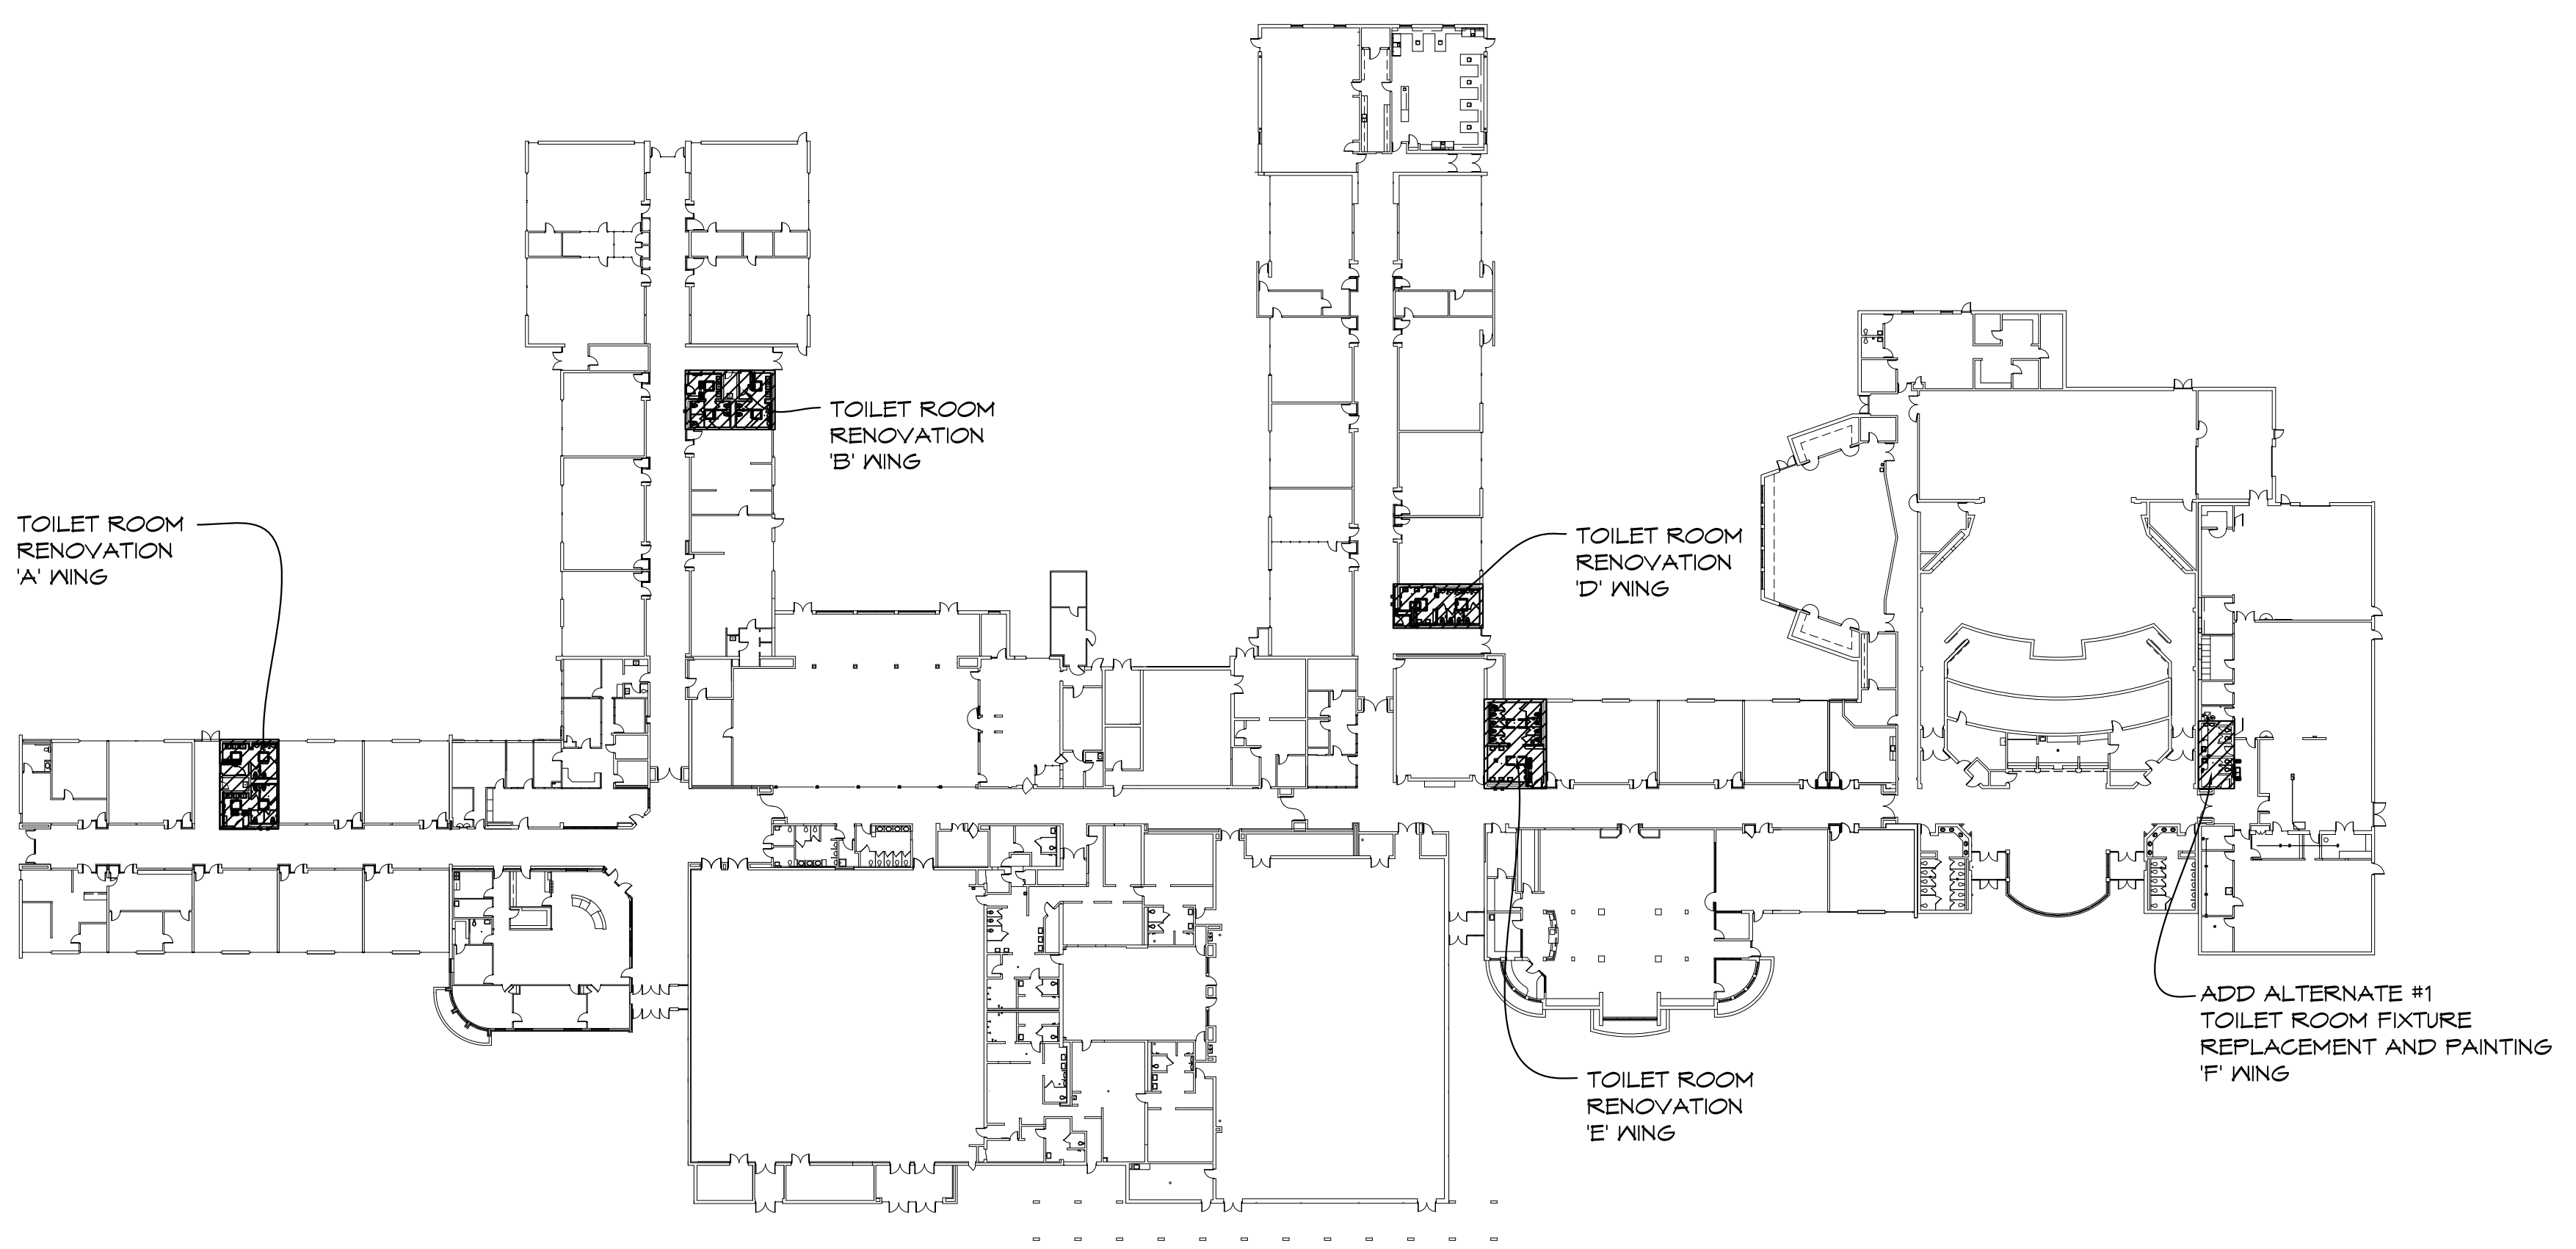 TOILET ROOM
RENOVATION
'B' WING
TOILET ROOM
RENOVATION
'A' WING
TOILET ROOM
RENOVATION
'D' WING
ADD ALTERNATE #1
TOILET ROOM FIXTURE
REPLACEMENT AND PAINTING
'F' WING
TOILET ROOM
RENOVATION
'E' WING